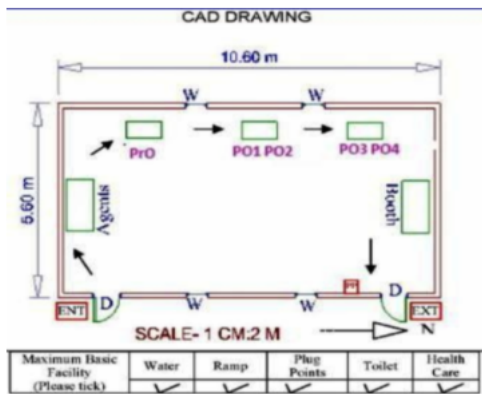 CAD DRAWING
10.60 m
W W
PrO PO1 PO2 PO3 PO4
6.60 m
Agents
Booth
ENT D W W D EXT
SCALE- 1 CM:2 M N
Maximum Basic Facility (Please tick) Water Ramp Plug Points Toilet Health Care